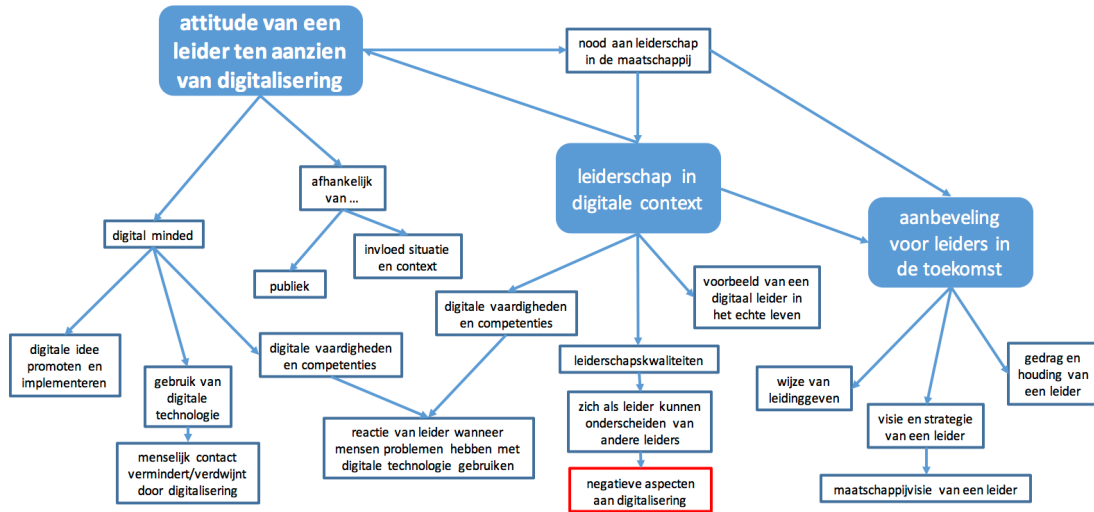 attitude van een
leider ten aanzien
van digitalisering
nood aan leiderschap
in de maatschappij
leiderschap in
digitale context
aanbeveling
voor leiders in
de toekomst
afhankelijk
van ...
digital minded
invloed situatie
en context
publiek
digitale idee
promoten en
implementeren
gebruik van
digitale
technologie
digitale vaardigheden
en competenties
menselijk contact
vermindert/verdwijnt
door digitalisering
digitale vaardigheden
en competenties
voorbeeld van een
digitaal leider in
het echte leven
leiderschapskwaliteiten
reactie van leider wanneer
mensen problemen hebben met
digitale technologie gebruiken
zich als leider kunnen
onderscheiden van
andere leiders
negatieve aspecten
aan digitalisering
wijze van
leidinggeven
visie en strategie
van een leider
gedrag en
houding van
een leider
maatschappijvisie van een leider